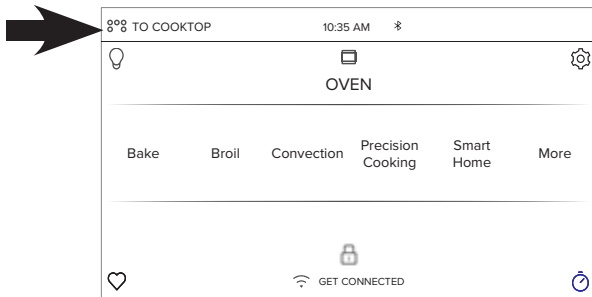 TO COOKTOP 10:35 AM
OVEN
Bake Broil Convection Precision Cooking Smart Home More
GET CONNECTED